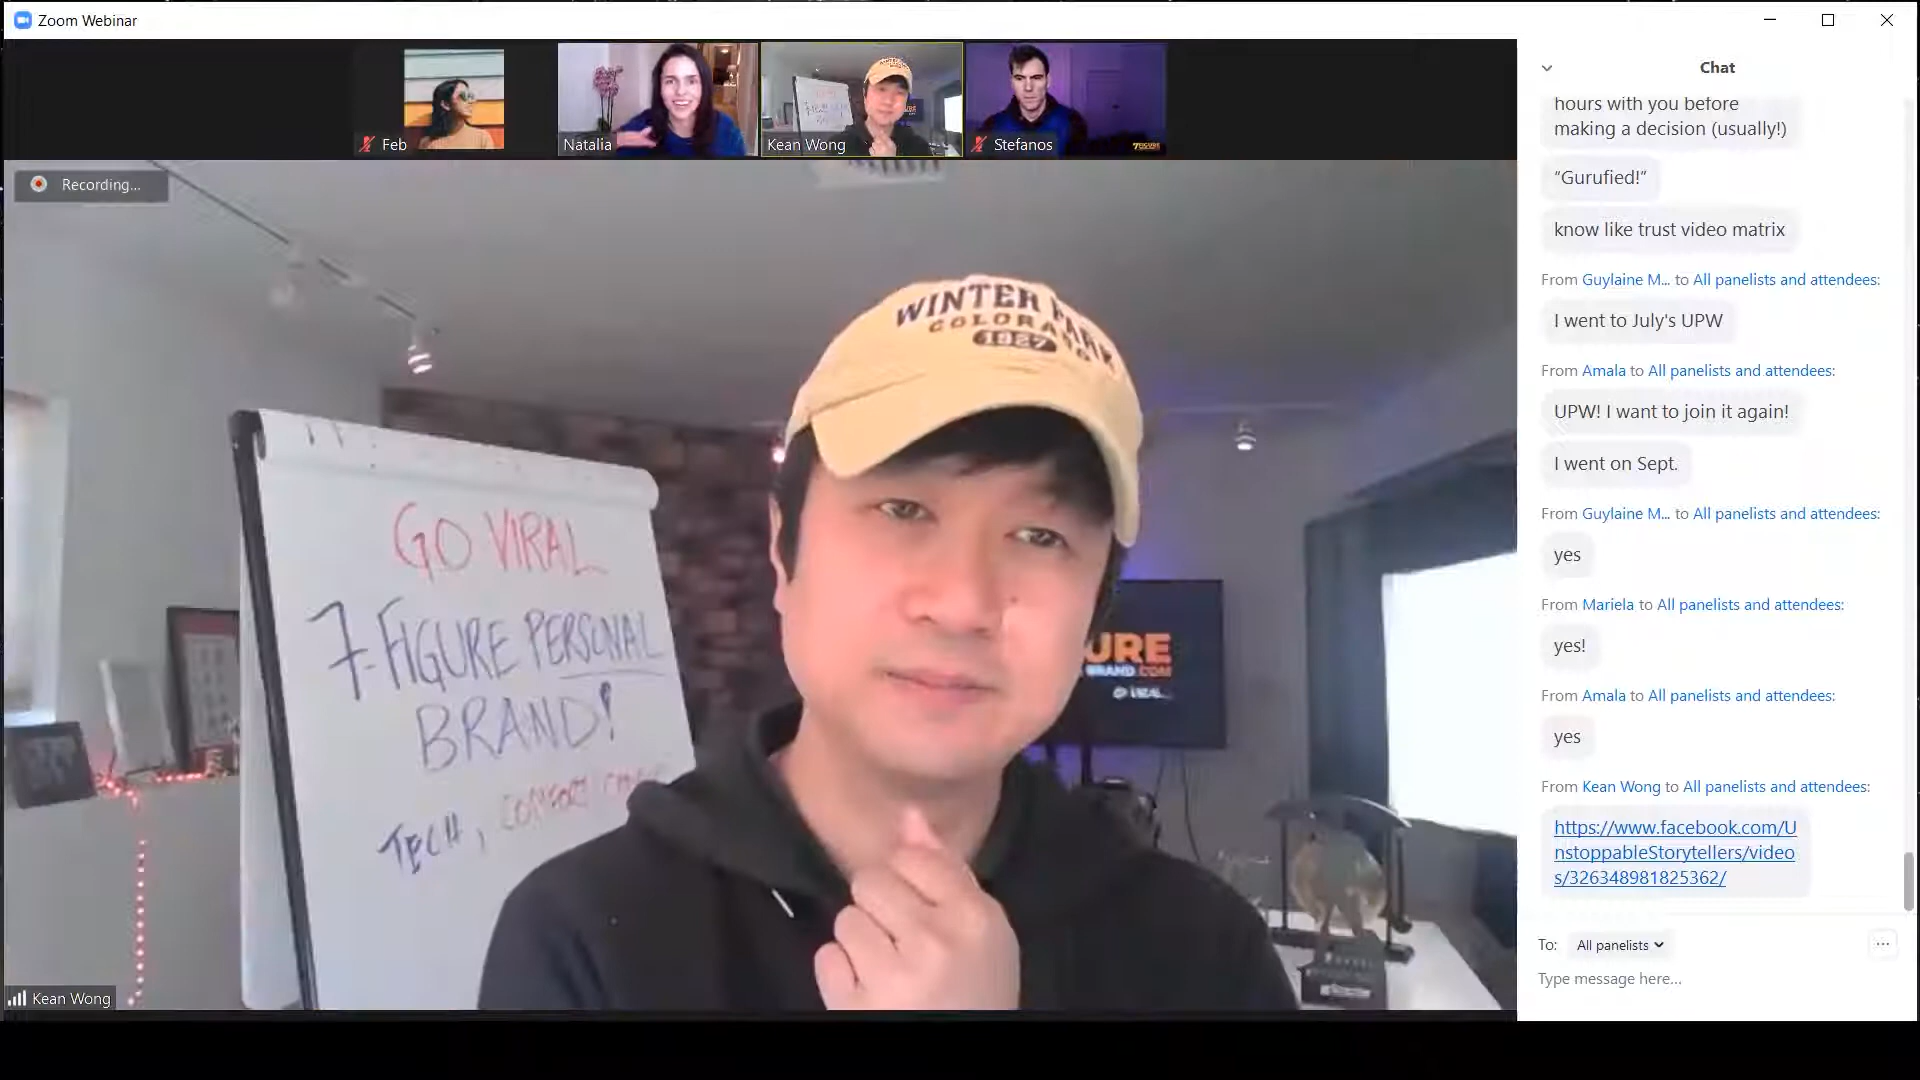 Zoom Webinar
Feb
Natalia
Kean Wong
Stefanos
Recording...
WINTER PARK
COLORADO
1927
GO VIRAL
7-FIGURE PERSONAL
BRAND!
TECH,
URE
BRAND.COM
Kean Wong
Chat
hours with you before
making a decision (usually!)
“Gurufied!”
know like trust video matrix
From Guylaine M... to All panelists and attendees:
I went to July's UPW
From Amala to All panelists and attendees:
UPW! I want to join it again!
I went on Sept.
From Guylaine M... to All panelists and attendees:
yes
From Mariela to All panelists and attendees:
yes!
From Amala to All panelists and attendees:
yes
From Kean Wong to All panelists and attendees:
https://www.facebook.com/U
nstoppableStorytellers/video
s/326348981825362/
To: All panelists
Type message here...